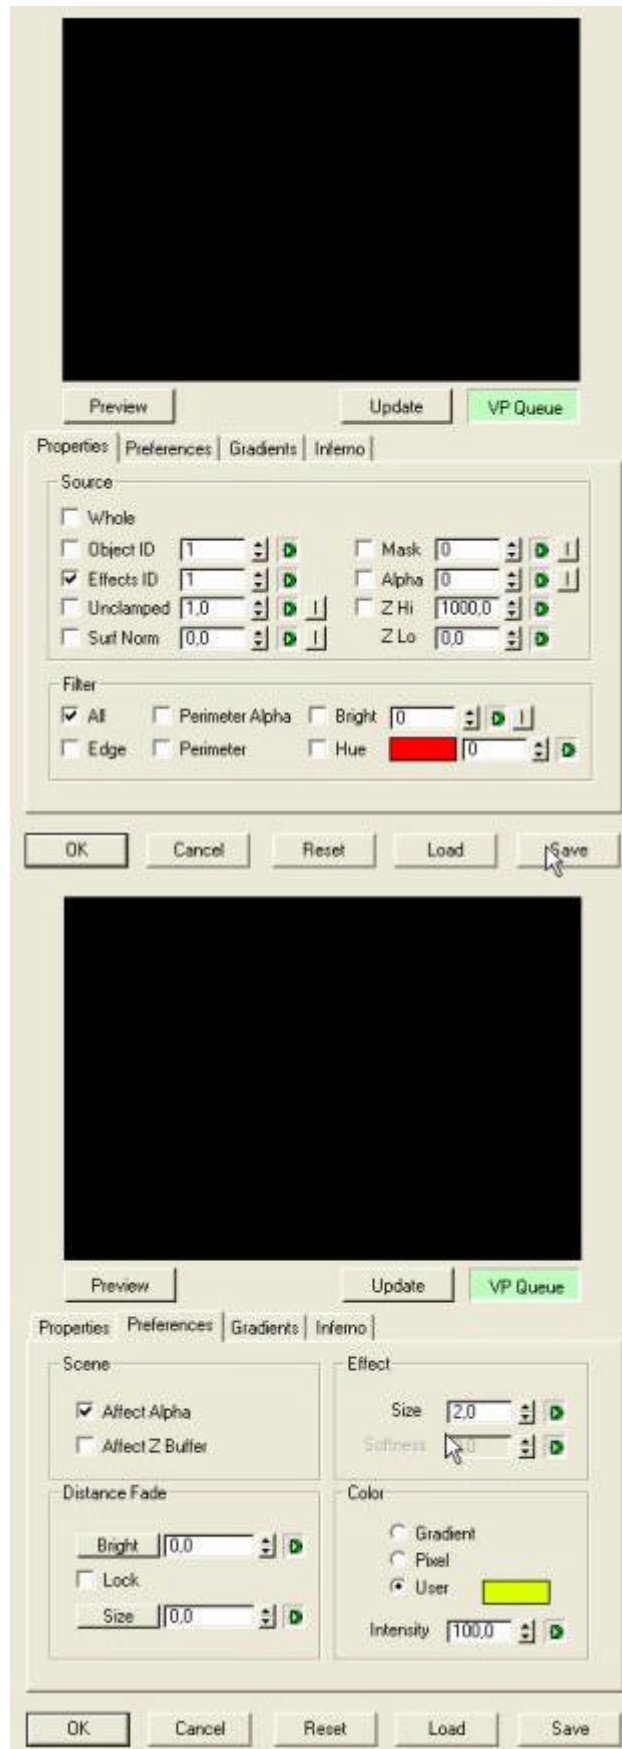 Preview Update VP Queue
Properties Preferences Gradients Inferno
Source
Whole
Object ID 1 Mask 0
Effects ID 1 Alpha 0 I
Unclamped 1,0 I Z Hi 1000,0
Surf Norm 0,0 I Z Lo 0,0
Filter
All Perimeter Alpha Bright 0 I
Edge Perimeter Hue 0
OK Cancel Reset Load Save
Preview Update VP Queue
Properties Preferences Gradients Inferno
Scene Effect
Affect Alpha Size 2,0
Affect Z Buffer Softness
Distance Fade Color
Bright 0,0 Gradient
Lock Pixel
User
Size 0,0 Intensity 100,0
OK Cancel Reset Load Save